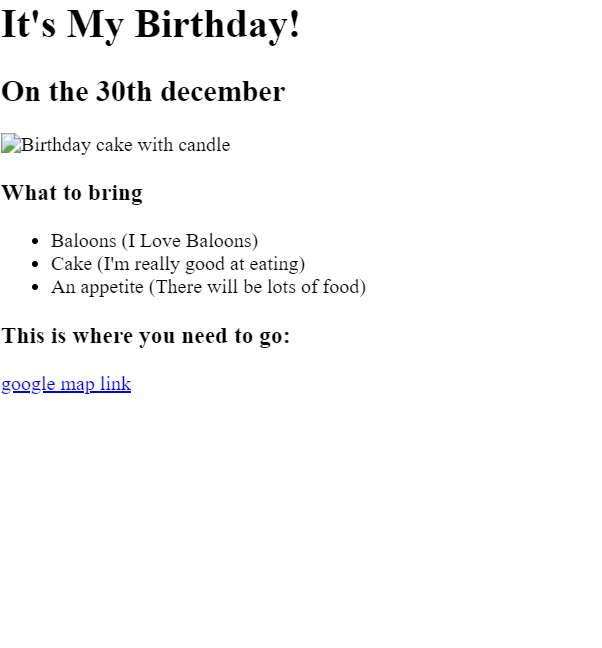 It's My Birthday!
On the 30th december
Birthday cake with candle
What to bring
Baloons (I Love Baloons)
Cake (I'm really good at eating)
An appetite (There will be lots of food)
This is where you need to go:
google map link